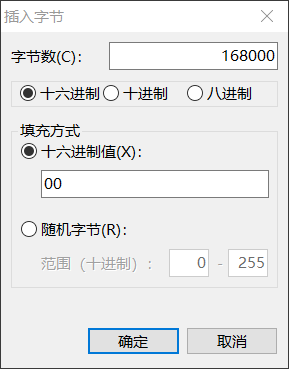 插入字节
字节数(C)： 168000
十六进制 十进制 八进制
填充方式
十六进制值(X)：
00
随机字节(R)：
范围（十进制）： 0 - 255
确定 取消